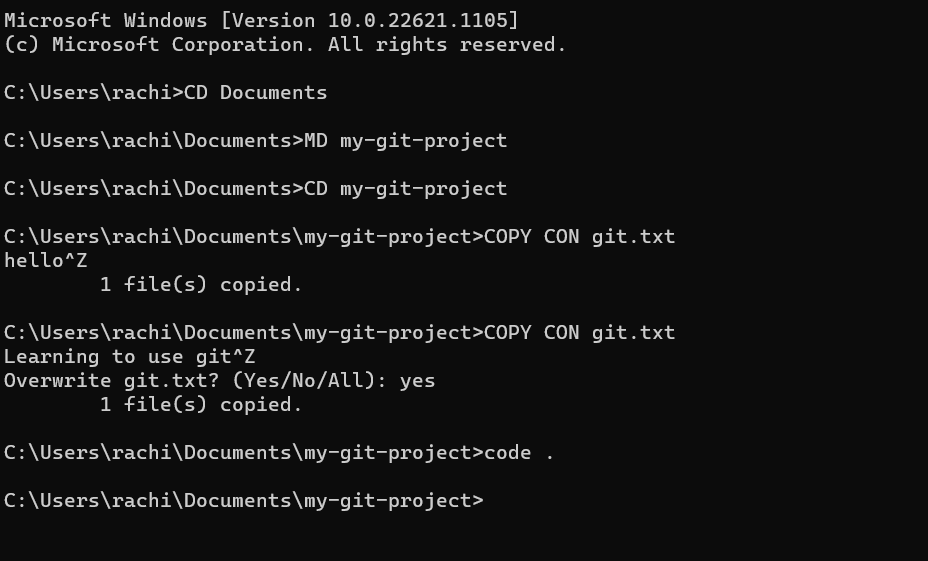 Microsoft Windows [Version 10.0.22621.1105]
(c) Microsoft Corporation. All rights reserved.
C:\Users\rachi>CD Documents
C:\Users\rachi\Documents>MD my-git-project
C:\Users\rachi\Documents>CD my-git-project
C:\Users\rachi\Documents\my-git-project>COPY CON git.txt
hello^Z
        1 file(s) copied.
C:\Users\rachi\Documents\my-git-project>COPY CON git.txt
Learning to use git^Z
Overwrite git.txt? (Yes/No/All): yes
        1 file(s) copied.
C:\Users\rachi\Documents\my-git-project>code .
C:\Users\rachi\Documents\my-git-project>